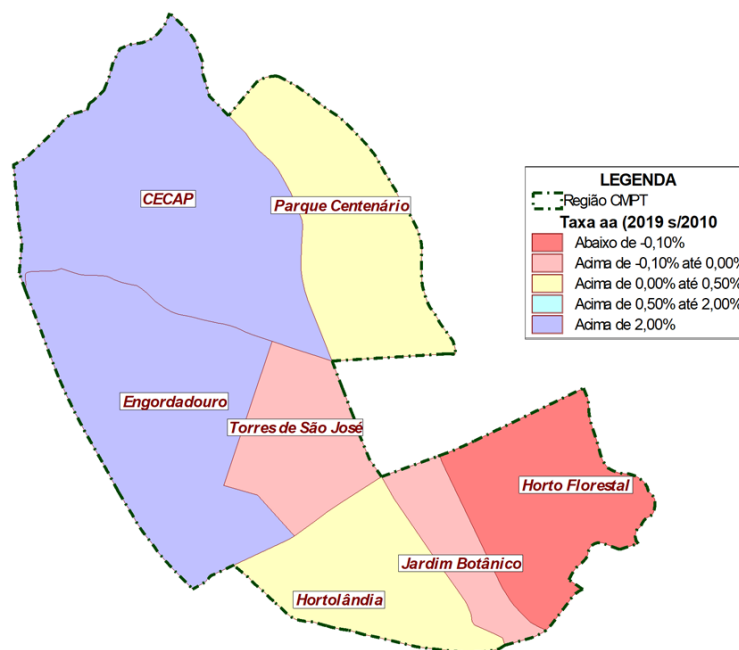 CECAP
Parque Centenário
LEGENDA
Região CMPT
Taxa aa (2019 s/2010
Abaixo de -0,10%
Acima de -0,10% até 0,00%
Acima de 0,00% até 0,50%
Acima de 0,50% até 2,00%
Acima de 2,00%
Engordadouro
Torres de São José
Horto Florestal
Jardim Botânico
Hortolândia